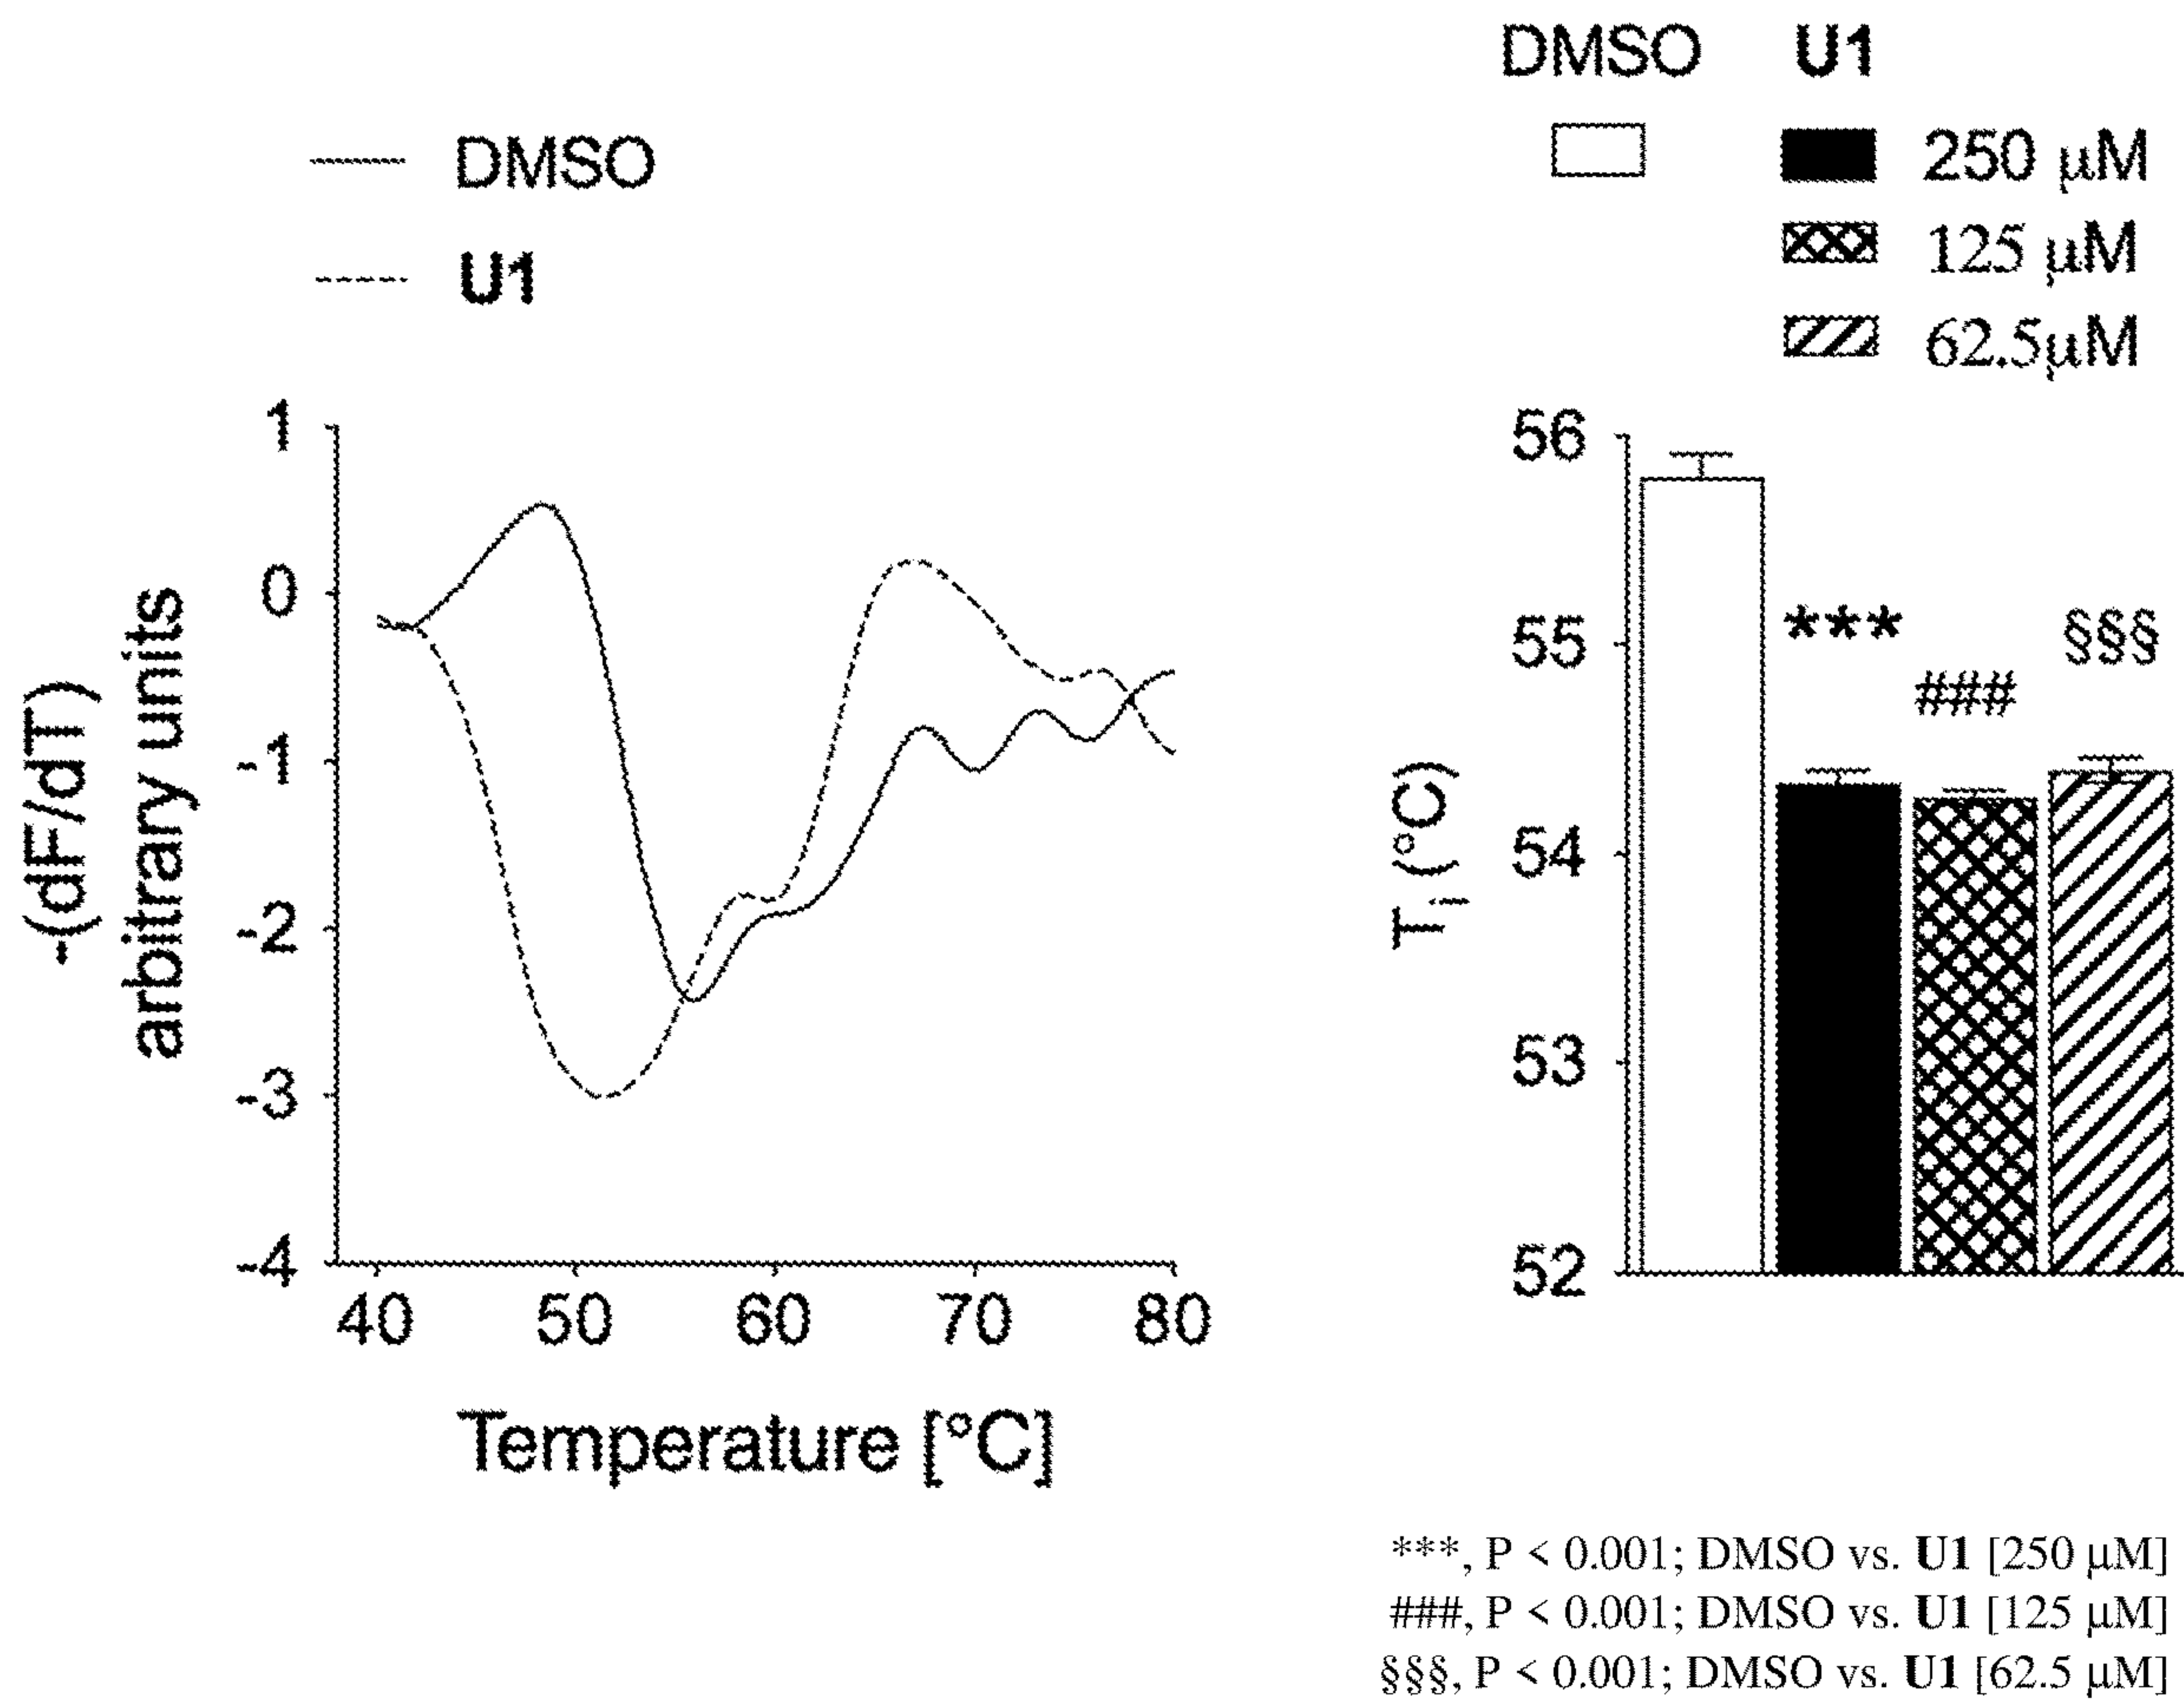 DMSO
U1
1
0
-1
-2
-3
-4
-(dF/dT)
arbitrary units
40 50 60 70 80
Temperature [°C]
DMSO U1
250 μM
125 μM
62.5μM
56
55
54
53
52
Ti (°C)
***
###
§§§
***, P < 0.001; DMSO vs. U1 [250 μM]
###, P < 0.001; DMSO vs. U1 [125 μM]
§§§, P < 0.001; DMSO vs. U1 [62.5 μM]